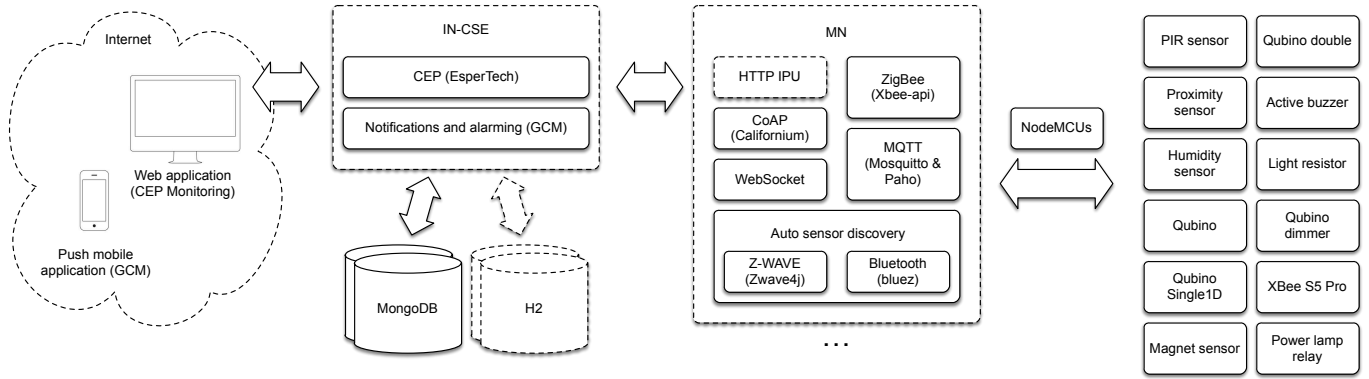 Internet
Web application
(CEP Monitoring)
Push mobile
application (GCM)
IN-CSE
CEP (EsperTech)
Notifications and alarming (GCM)
MongoDB
H2
MN
HTTP IPU
CoAP
(Californium)
WebSocket
ZigBee
(Xbee-api)
MQTT
(Mosquitto &
Paho)
Auto sensor discovery
Z-WAVE
(Zwave4j)
Bluetooth
(bluez)
...
NodeMCUs
PIR sensor
Qubino double
Proximity
sensor
Active buzzer
Humidity
sensor
Light resistor
Qubino
Qubino
dimmer
Qubino
Single1D
XBee S5 Pro
Magnet sensor
Power lamp
relay